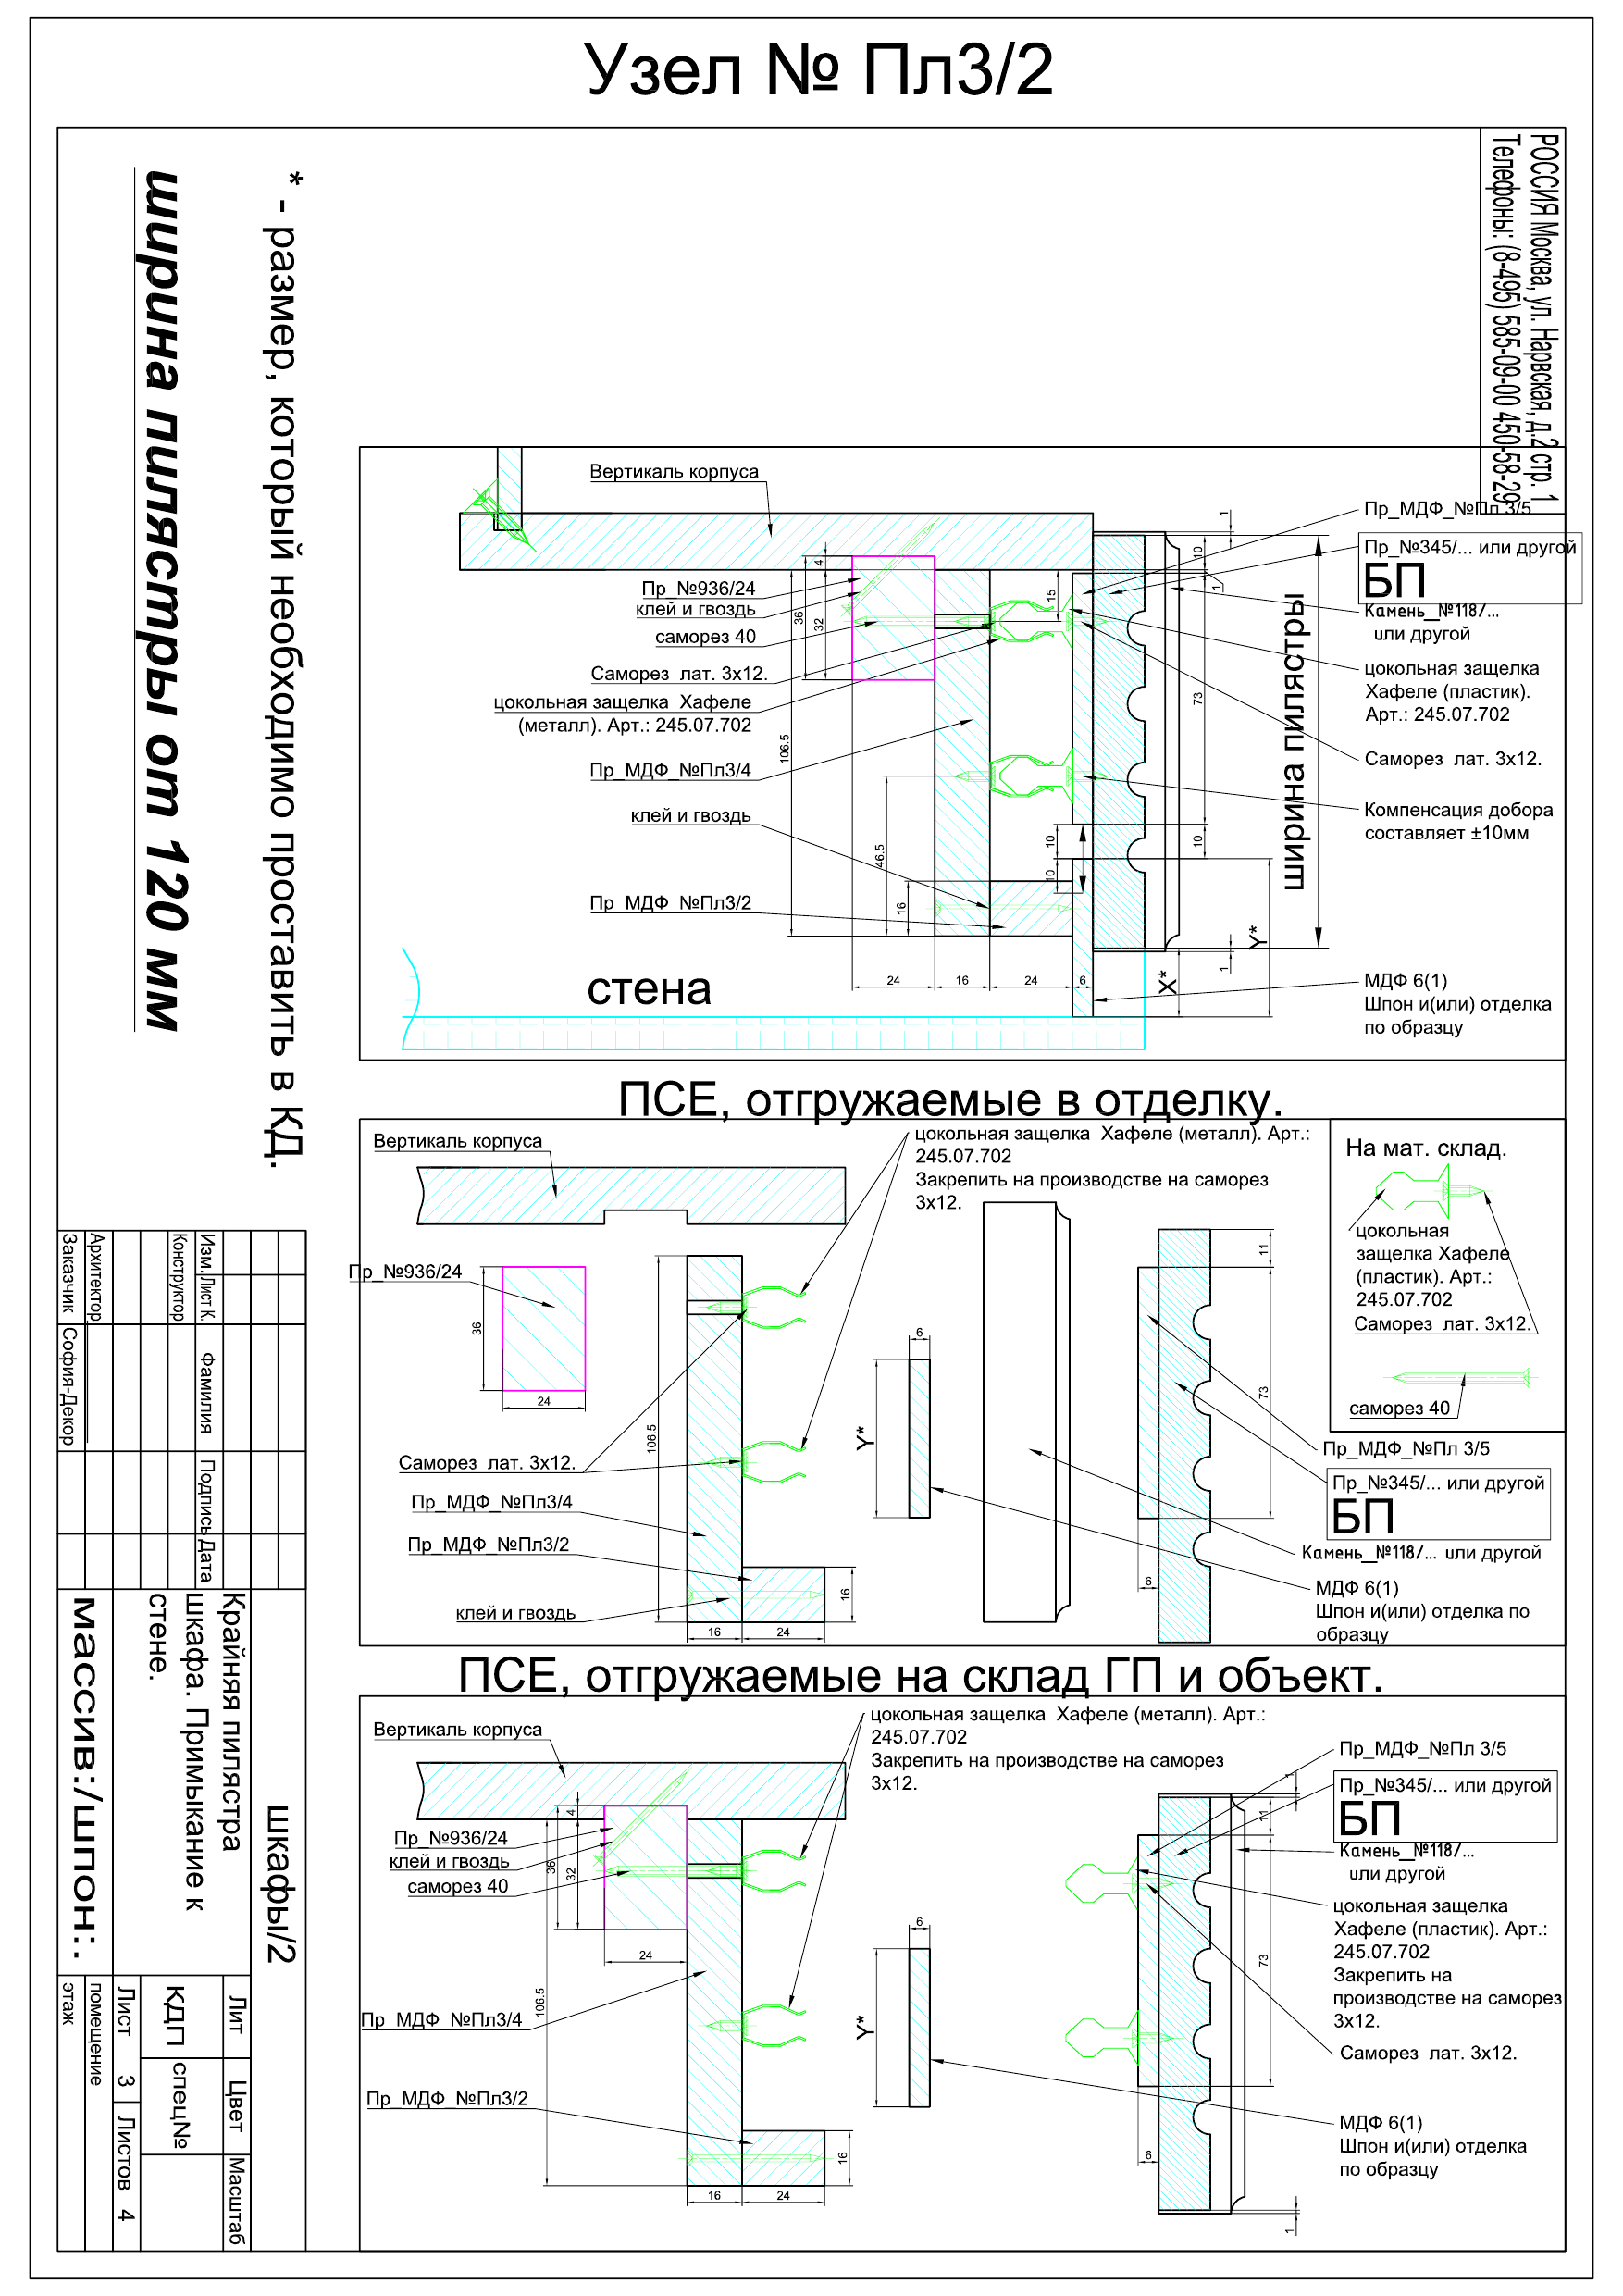 Узел № Пл3/2
РОССИЯ Москва, ул. Нарвская, д.2 стр. 1
Телефоны: (8-495) 585-09-00 450-58-29
* - размер, который необходимо проставить в КД.
ширина пилястры от 120 мм
Вертикаль корпуса
Пр_№936/24
клей и гвоздь
саморез 40
Саморез лат. 3х12.
цокольная защелка Хафеле
(металл). Арт.: 245.07.702
Пр_МДФ_№Пл3/4
клей и гвоздь
Пр_МДФ_№Пл3/2
стена
4
36
32
106.5
46.5
16
15
10
10
24
16
24
6
1
10
1
73
10
1
X*
Y*
ширина пилястры
Пр_МДФ_№Пл 3/5
Пр_№345/... или другой
БП
Камень_№118/...
или другой
цокольная защелка
Хафеле (пластик).
Арт.: 245.07.702
Саморез лат. 3х12.
Компенсация добора
составляет ±10мм
МДФ 6(1)
Шпон и(или) отделка
по образцу
ПСЕ, отгружаемые в отделку.
Вертикаль корпуса
цокольная защелка Хафеле (металл). Арт.:
245.07.702
Закрепить на производстве на саморез
3х12.
Пр_№936/24
36
24
106.5
Саморез лат. 3х12.
Пр_МДФ_№Пл3/4
Пр_МДФ_№Пл3/2
клей и гвоздь
16
24
16
6
Y*
11
73
6
На мат. склад.
цокольная
защелка Хафеле
(пластик). Арт.:
245.07.702
Саморез лат. 3х12.
саморез 40
Пр_МДФ_№Пл 3/5
Пр_№345/... или другой
БП
Камень_№118/... или другой
МДФ 6(1)
Шпон и(или) отделка по
образцу
ПСЕ, отгружаемые на склад ГП и объект.
Вертикаль корпуса
цокольная защелка Хафеле (металл). Арт.:
245.07.702
Закрепить на производстве на саморез
3х12.
Пр_№936/24
клей и гвоздь
саморез 40
4
36
32
24
106.5
Пр_МДФ_№Пл3/4
Пр_МДФ_№Пл3/2
16
24
16
6
Y*
1
11
73
6
1
Пр_МДФ_№Пл 3/5
Пр_№345/... или другой
БП
Камень_№118/...
или другой
цокольная защелка
Хафеле (пластик). Арт.:
245.07.702
Закрепить на
производстве на саморез
3х12.
Саморез лат. 3х12.
МДФ 6(1)
Шпон и(или) отделка
по образцу
Изм. Лист К. Фамилия Подпись Дата
Конструктор
Архитектор
Заказчик София-Декор
шкафы/2
Крайняя пилястра
шкафа. Примыкание к
стене.
массив:/шпон:.
Лит Цвет Масштаб
КДП спец№
Лист 3 Листов 4
помещение
этаж